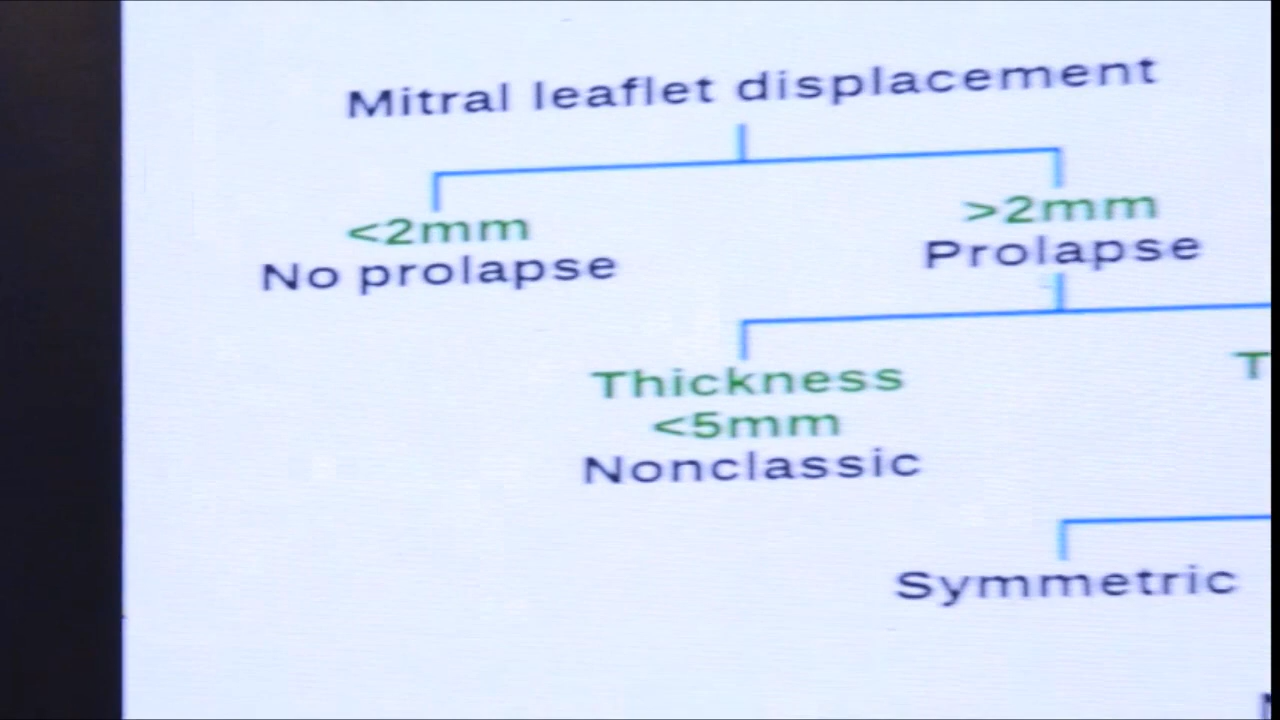 Mitral leaflet displacement
<2mm
No prolapse
>2mm
Prolapse
Thickness
<5mm
Nonclassic
Symmetric